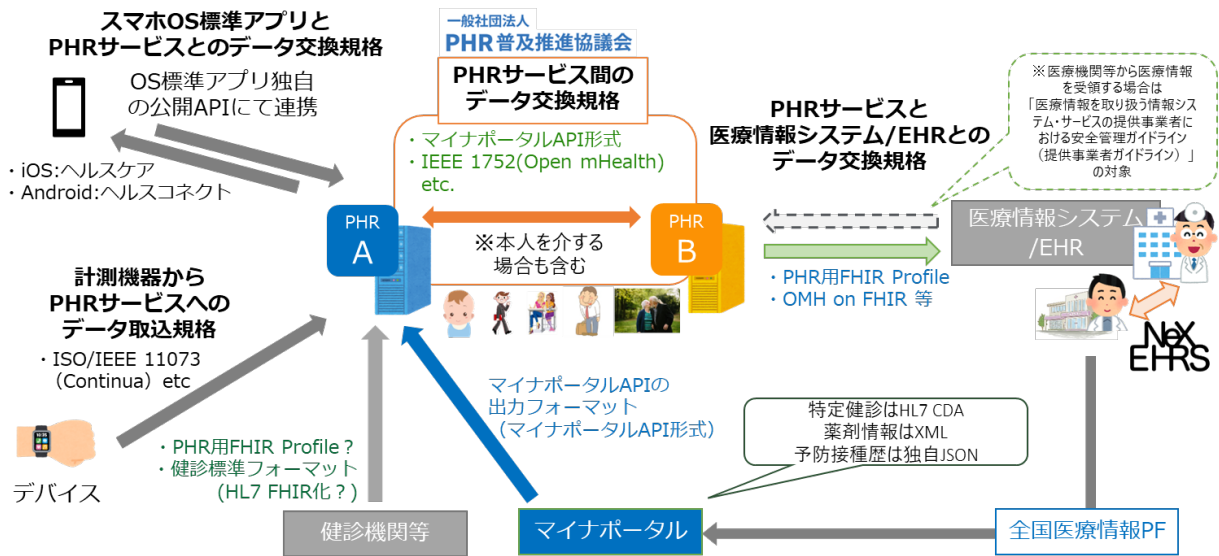 スマホOS標準アプリと
PHRサービスとのデータ交換規格
OS標準アプリ独自
の公開APIにて連携
・iOS:ヘルスケア
・Android:ヘルスコネクト
一般社団法人
PHR普及推進協議会
PHRサービス間の
データ交換規格
・マイナポータルAPI形式
・IEEE 1752(Open mHealth)
etc.
PHR
A
PHR
B
※本人を介する
場合も含む
PHRサービスと
医療情報システム/EHRとの
データ交換規格
※医療機関等から医療情報
を受領する場合は
「医療情報を取り扱う情報シス
テム・サービスの提供事業者に
おける安全管理ガイドライン
（提供事業者ガイドライン）」
の対象
医療情報システム
/EHR
・PHR用FHIR Profile
・OMH on FHIR 等
NeX
EHRS
計測機器から
PHRサービスへの
データ取込規格
・ISO/IEEE 11073
（Continua）etc
デバイス
・PHR用FHIR Profile？
・健診標準フォーマット
(HL7 FHIR化？)
健診機関等
マイナポータルAPIの
出力フォーマット
（マイナポータルAPI形式）
特定健診はHL7 CDA
薬剤情報はXML
予防接種歴は独自JSON
マイナポータル
全国医療情報PF